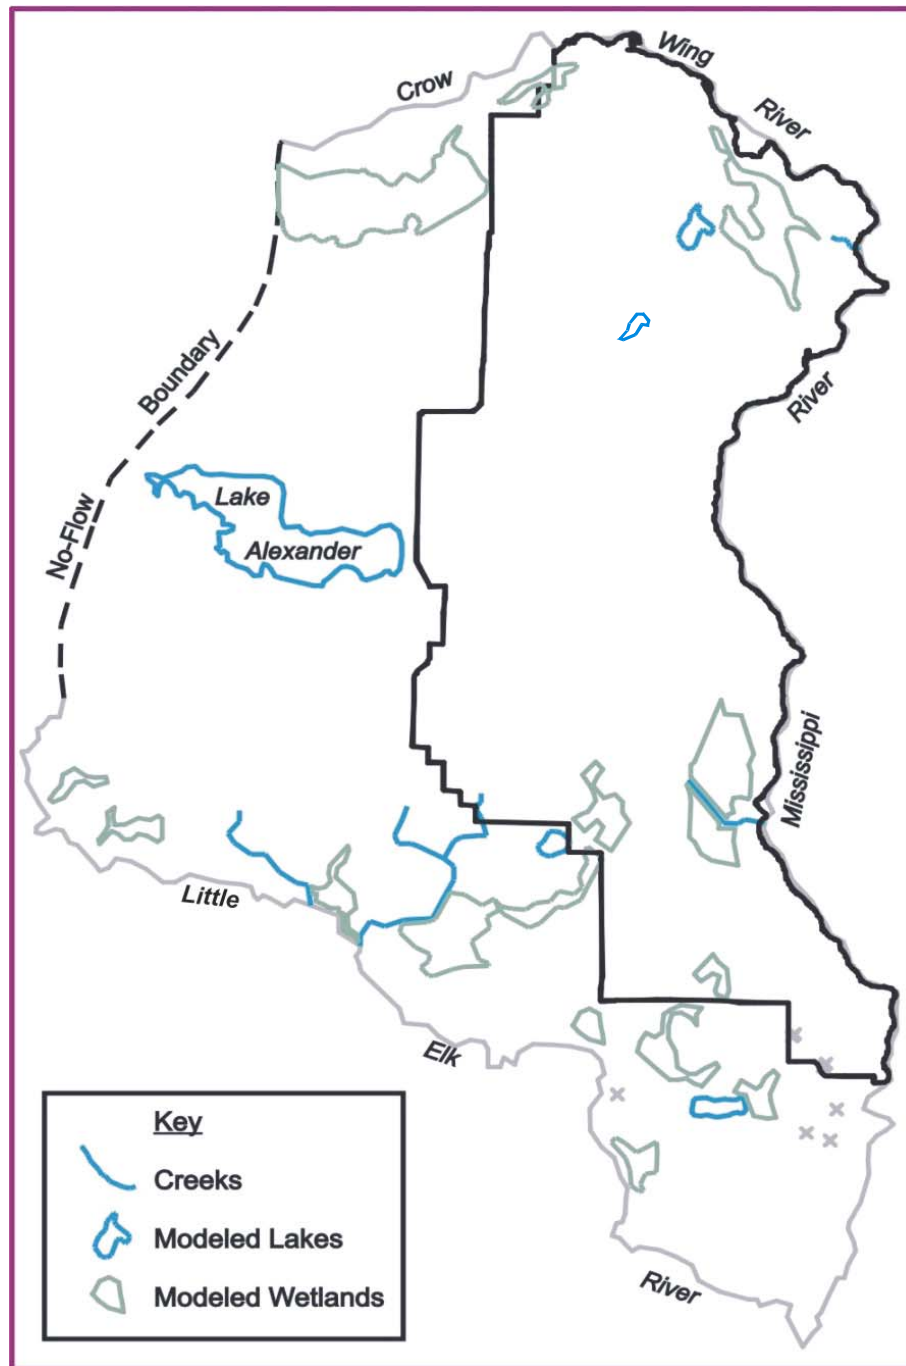 Crow
Wing
River
Boundary
River
Lake
No-Flow
Alexander
Mississippi
Little
Elk
River
Key
Creeks
Modeled Lakes
Modeled Wetlands